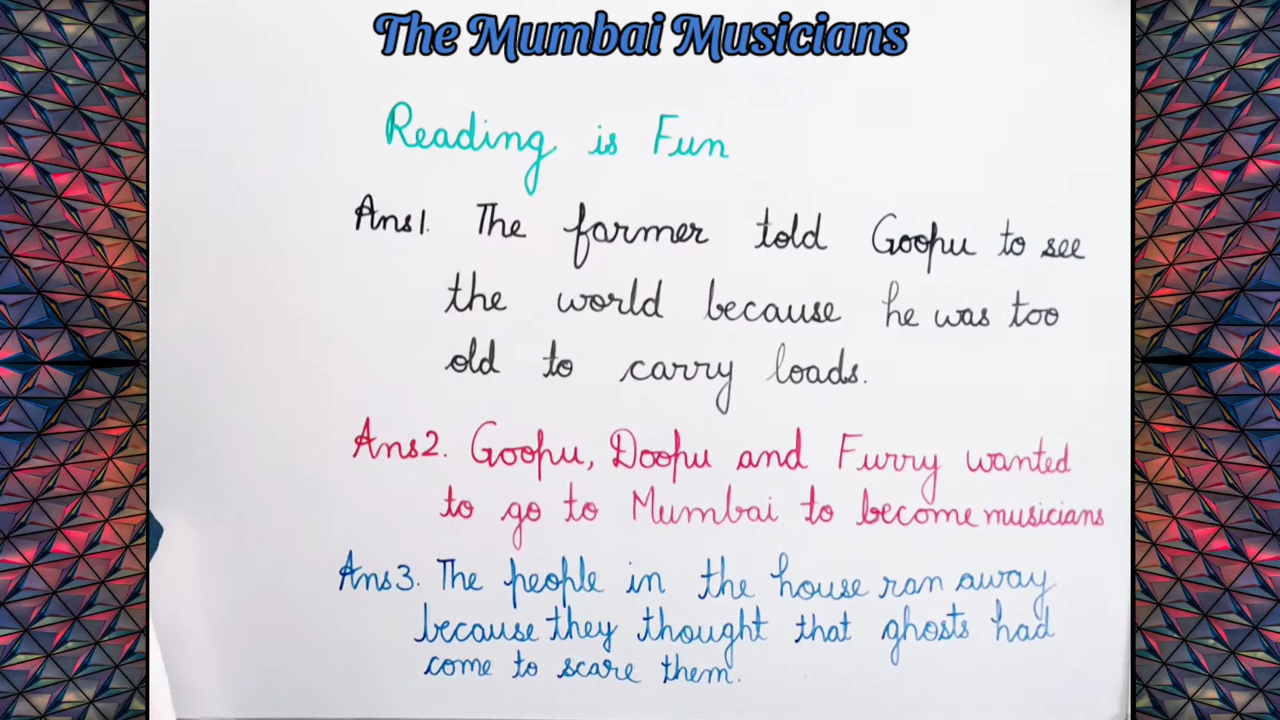 The Mumbai Musicians
Reading is Fun
Ans1. The farmer told Goopu to see
the world because he was too
old to carry loads.
Ans2. Goopu, Doopu and Furry wanted
to go to Mumbai to become musicians
Ans3. The people in the house ran away
because they thought that ghosts had
come to scare them.